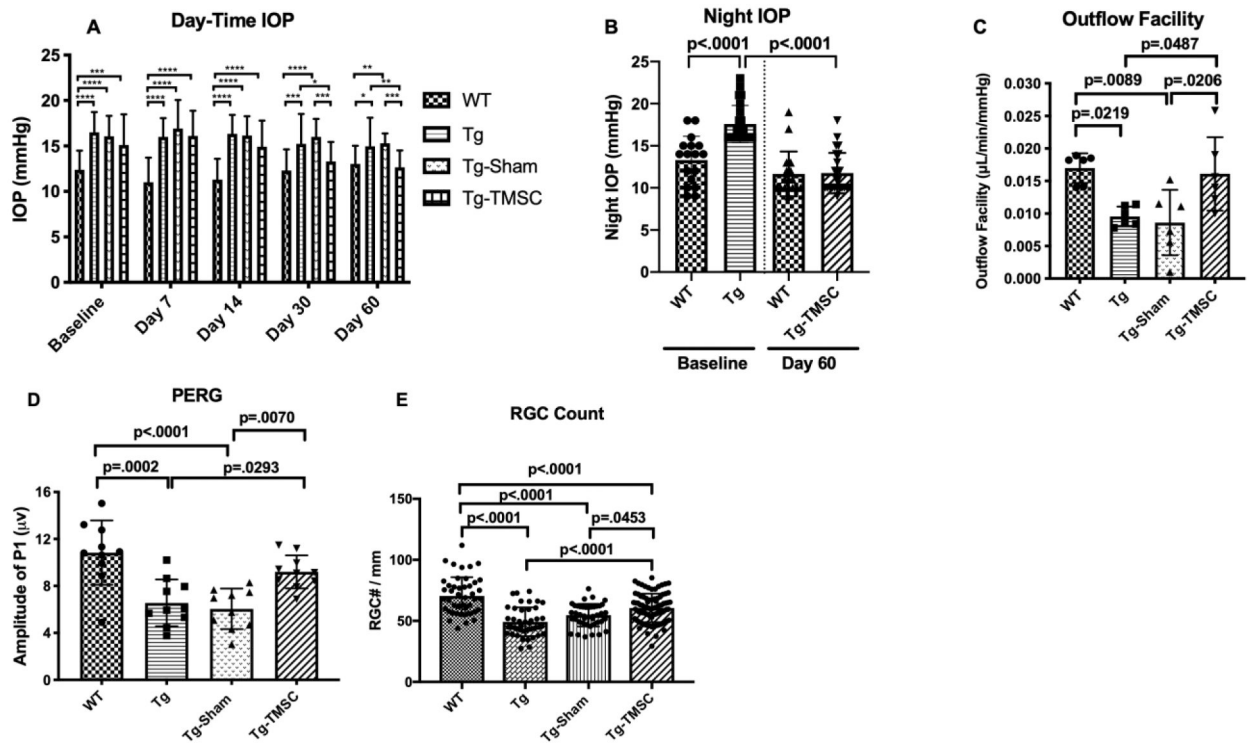 A
Day-Time IOP
IOP (mmHg)
25
20
15
10
5
0
*** **** **** **** **
**** **** **** * **
**** **** **** *** *** * ***
Baseline
Day 7
Day 14
Day 30
Day 60
WT
Tg
Tg-Sham
Tg-TMSC
B
Night IOP
p<.0001
p<.0001
Night IOP (mmHg)
25
20
15
10
5
0
WT
Tg
WT
Tg-TMSC
Baseline
Day 60
C
Outflow Facility
p=.0487
p=.0089
p=.0206
p=.0219
Outflow Facility (µL/min/mmHg)
0.030
0.025
0.020
0.015
0.010
0.005
0.000
WT
Tg
Tg-Sham
Tg-TMSC
D
PERG
p=.0070
p<.0001
p=.0002
p=.0293
Amplitude of P1 (µv)
16
12
8
4
0
WT
Tg
Tg-Sham
Tg-TMSC
E
RGC Count
p<.0001
p<.0001
p<.0001
p=.0453
p<.0001
RGC# / mm
150
100
50
0
WT
Tg
Tg-Sham
Tg-TMSC